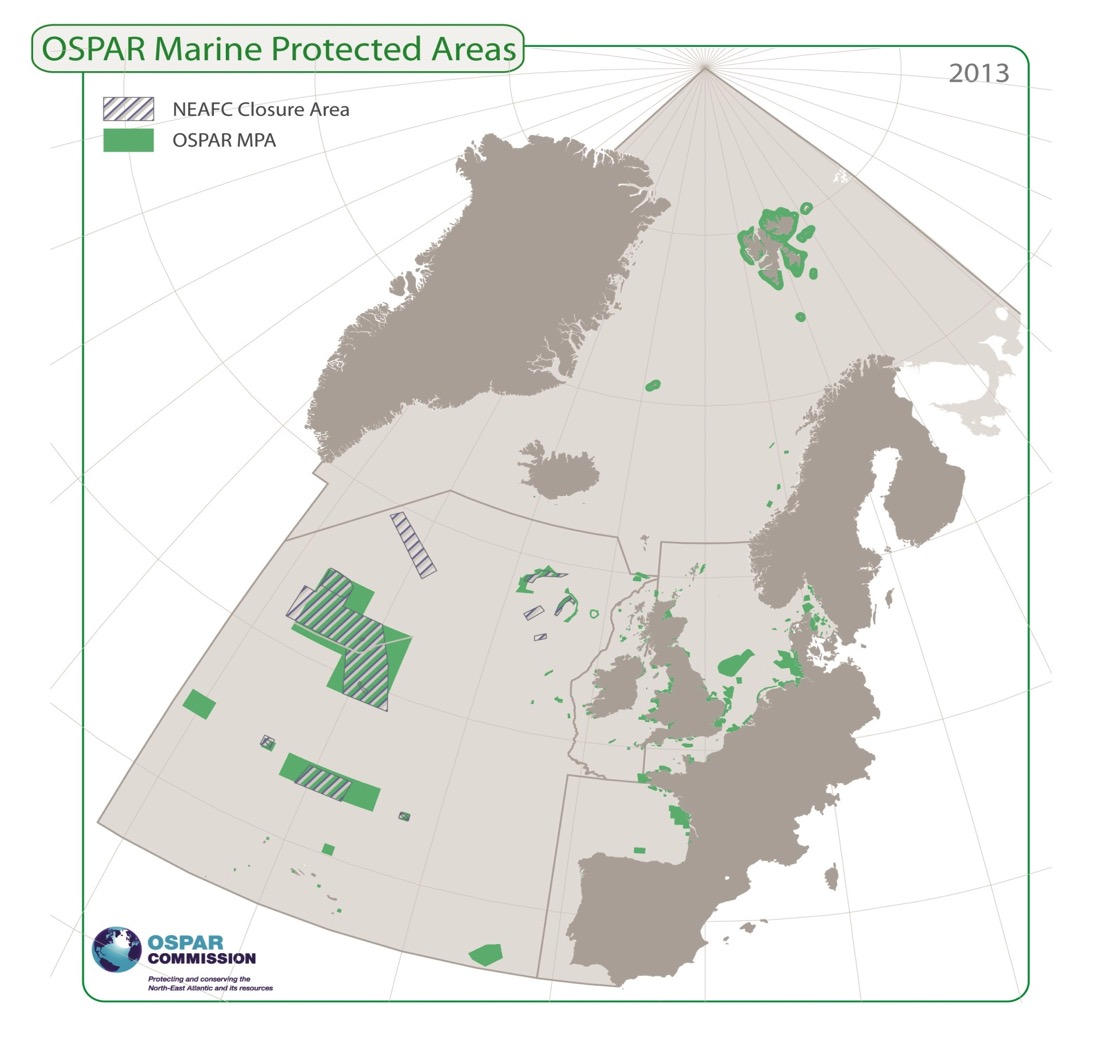 OSPAR Marine Protected Areas
2013
NEAFC Closure Area
OSPAR MPA
OSPAR
COMMISSION
Protecting and conserving the
North-East Atlantic and its resources